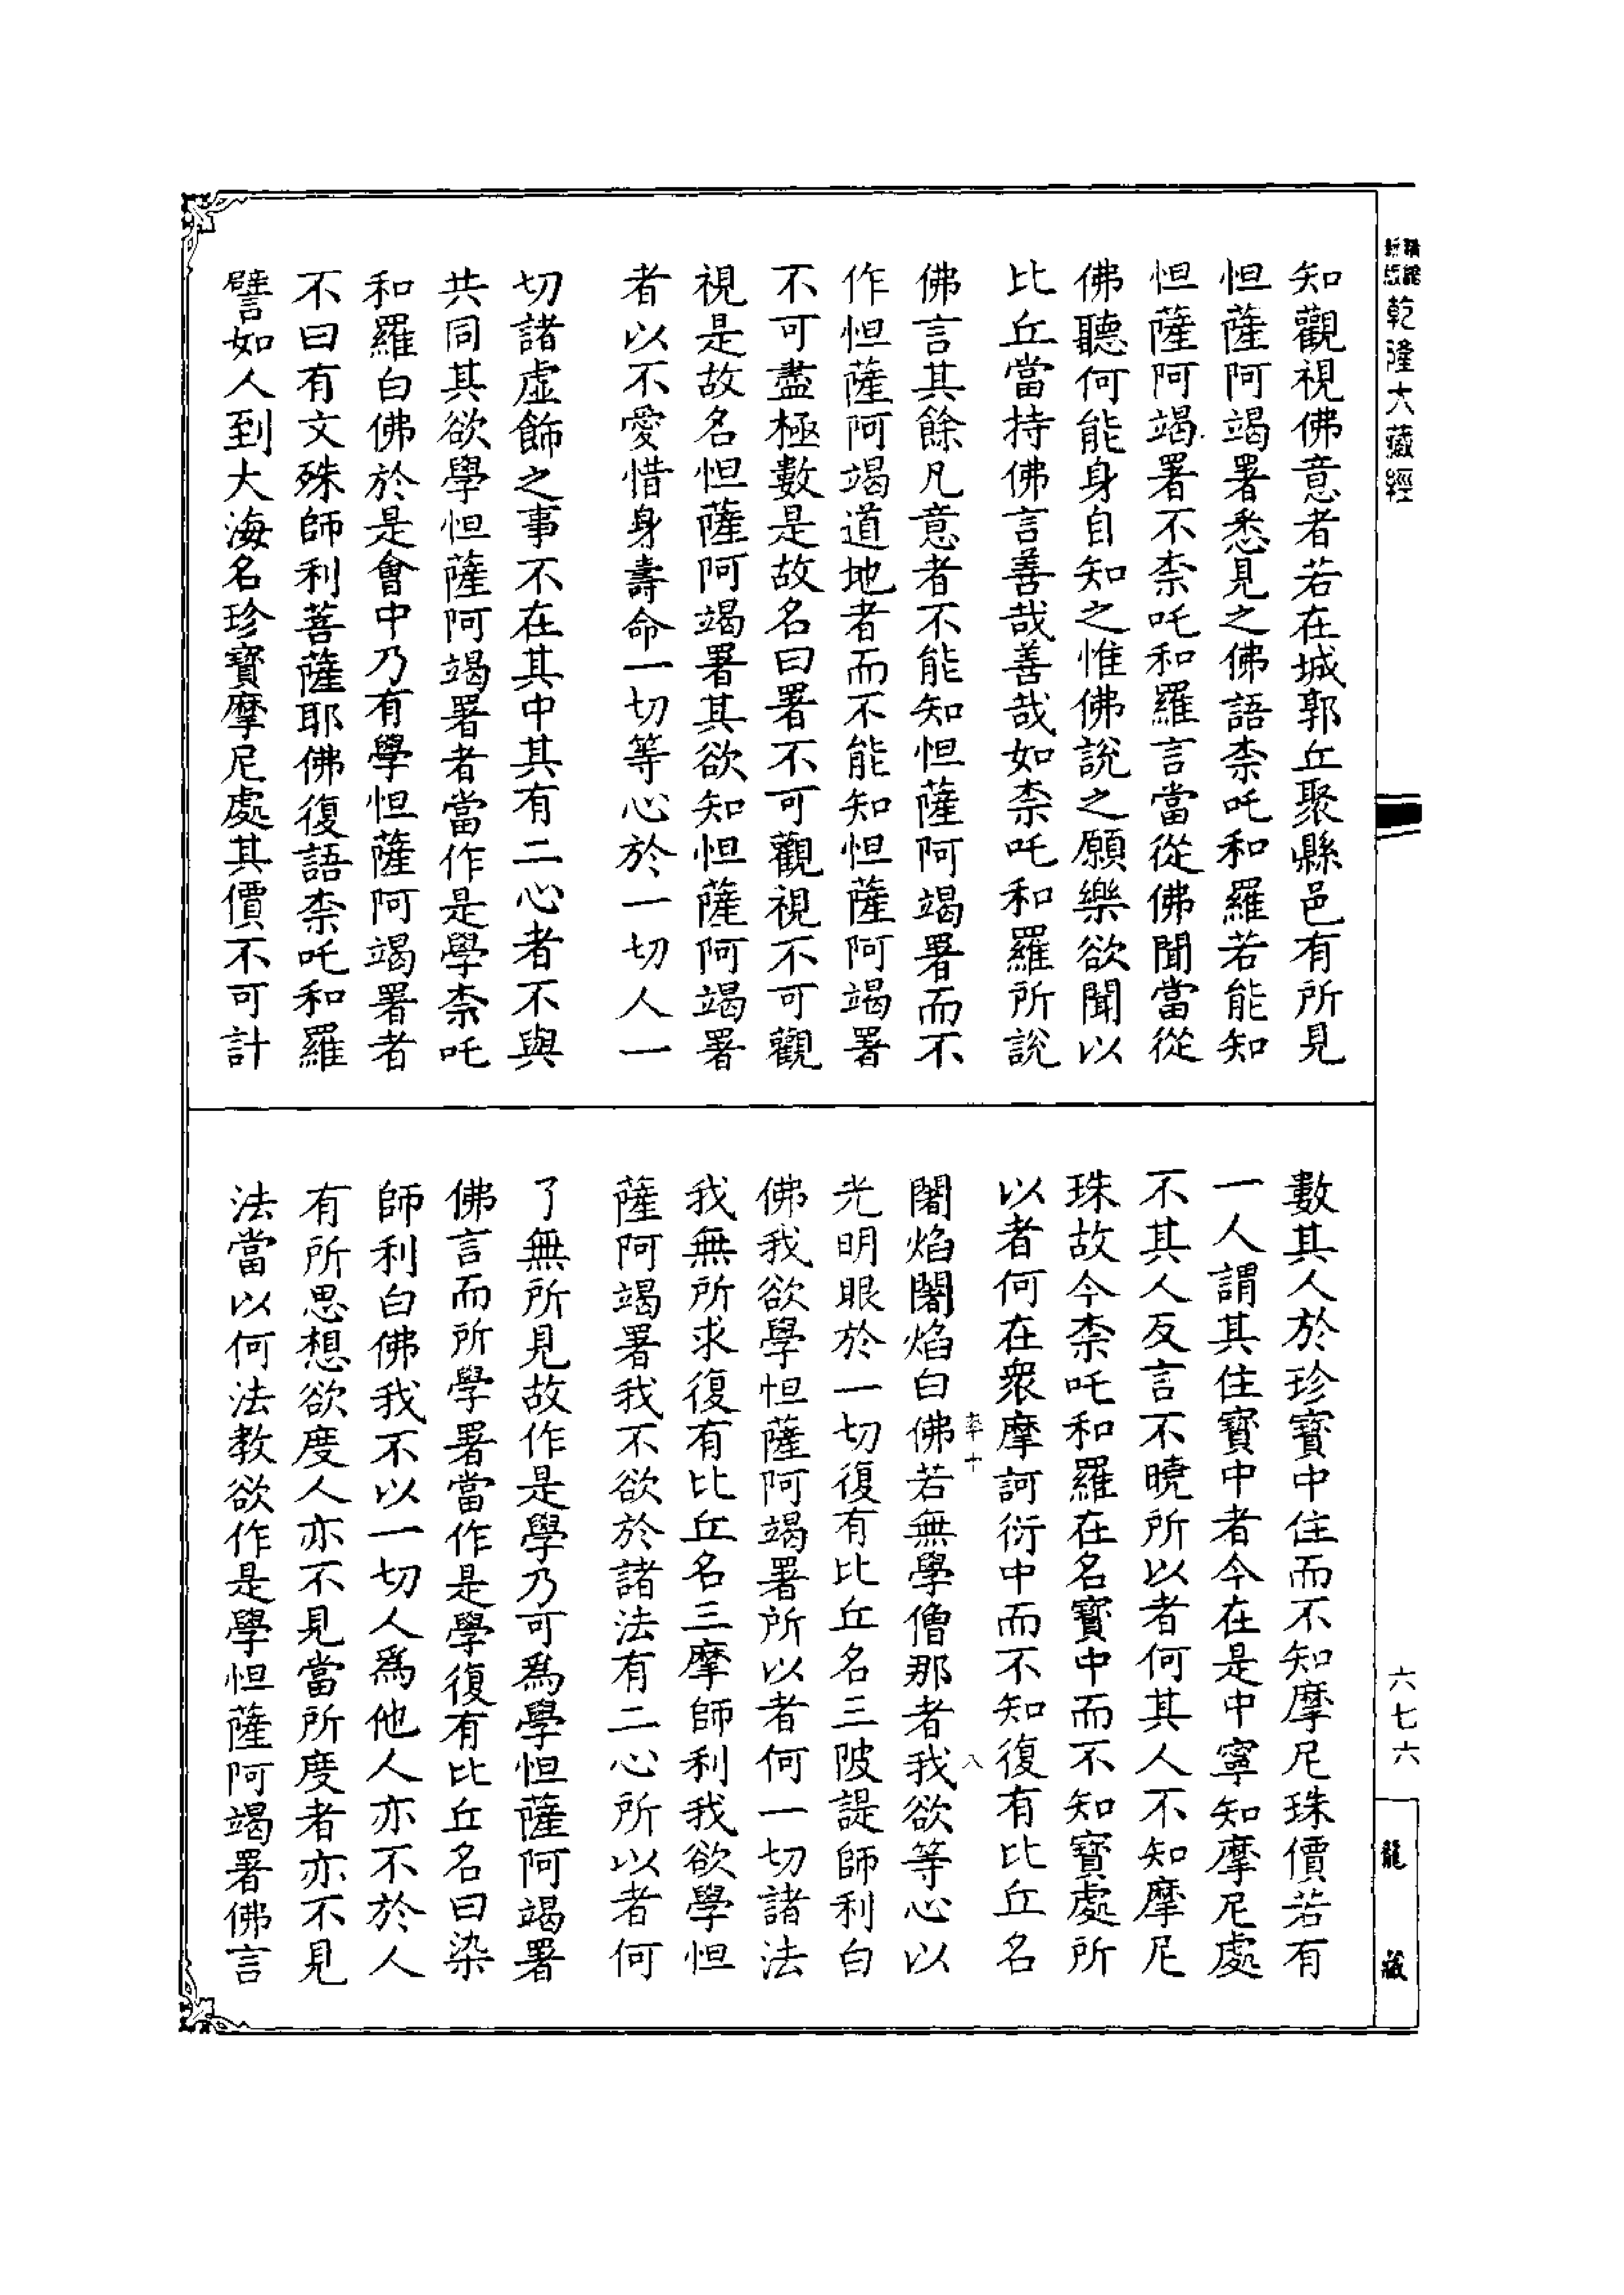 乾隆大藏經
知觀視佛意者若在城郭丘聚縣邑有所見
怛薩阿竭署悉見之佛語柰吒和羅若能知
怛薩阿竭署不柰吒和羅言當從佛聞當從
佛聽何能身自知之惟佛說之願樂欲聞以
比丘當持佛言善哉善哉如柰吒和羅所說
佛言其餘凡意者不能知怛薩阿竭署而不
作怛薩阿竭道地者而不能知怛薩阿竭署
不可盡極數是故名曰署不可觀視不可觀
視是故名怛薩阿竭署其欲知怛薩阿竭署
者以不愛惜身壽命一切等心於一切人一
切諸虛飾之事不在其中其有二心者不與
共同其欲學怛薩阿竭署者當作是學柰吒
和羅白佛於是會中乃有學怛薩阿竭署者
不曰有文殊師利菩薩耶佛復語柰吒和羅
譬如人到大海名珍寶摩尼處其價不可計
數其人於珍寶中住而不知摩尼珠價若有
一人謂其住寶中者今在是中寧知摩尼處
不其人反言不曉所以者何其人不知摩尼
珠故今柰吒和羅在名寶中而不知寶處所
以者何在衆摩訶衍中而不知復有比丘名
率十 八
闍焰闍焰白佛若無學僧那者我欲等心以
光明眼於一切復有比丘名三陂諟師利白
佛我欲學怛薩阿竭署所以者何一切諸法
我無所求復有比丘名三摩師利我欲學怛
薩阿竭署我不欲於諸法有二心所以者何
了無所見故作是學乃可爲學怛薩阿竭署
佛言而所學署當作是學復有比丘名曰染
師利白佛我不以一切人爲他人亦不於人
有所思想欲度人亦不見當所度者亦不見
法當以何法教欲作是學怛薩阿竭署佛言
六七六
龍藏